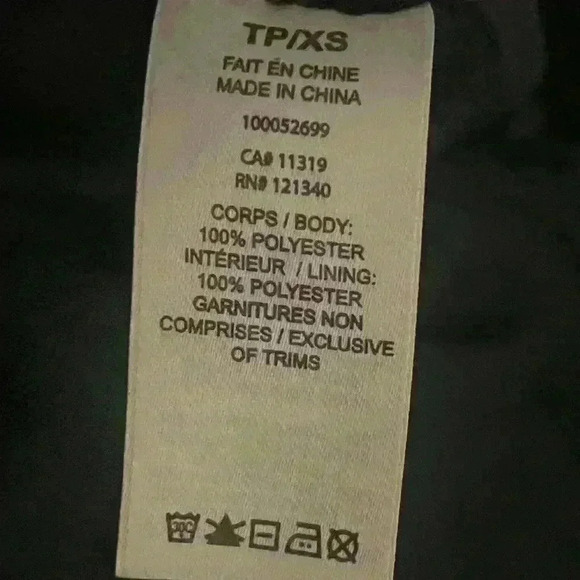 TP/XS
FAIT EN CHINE
MADE IN CHINA
100052699
CA# 11319
RN# 121340
CORPS / BODY:
100% POLYESTER
INTÉRIEUR / LINING:
100% POLYESTER
GARNITURES NON
COMPRISES / EXCLUSIVE
OF TRIMS
30C